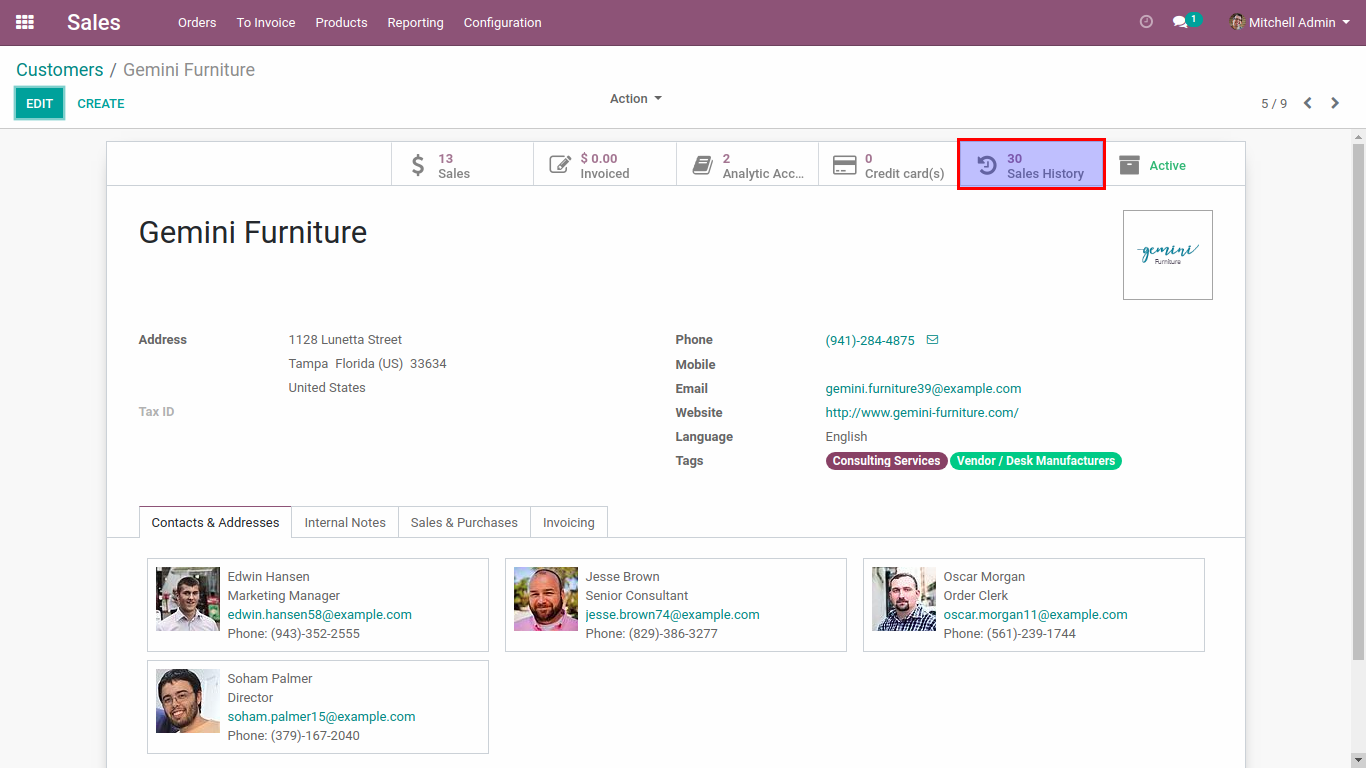 Sales Orders To Invoice Products Reporting Configuration 1 Mitchell Admin
Customers / Gemini Furniture
EDIT CREATE Action 5 / 9
13 Sales
$ 0.00 Invoiced
2 Analytic Acc...
0 Credit card(s)
30 Sales History
Active
Gemini Furniture
gemini
Furniture
Address 1128 Lunetta Street
Tampa Florida (US) 33634
United States
Tax ID
Phone (941)-284-4875
Mobile
Email gemini.furniture39@example.com
Website http://www.gemini-furniture.com/
Language English
Tags Consulting Services Vendor / Desk Manufacturers
Contacts & Addresses Internal Notes Sales & Purchases Invoicing
Edwin Hansen
Marketing Manager
edwin.hansen58@example.com
Phone: (943)-352-2555
Jesse Brown
Senior Consultant
jesse.brown74@example.com
Phone: (829)-386-3277
Oscar Morgan
Order Clerk
oscar.morgan11@example.com
Phone: (561)-239-1744
Soham Palmer
Director
soham.palmer15@example.com
Phone: (379)-167-2040